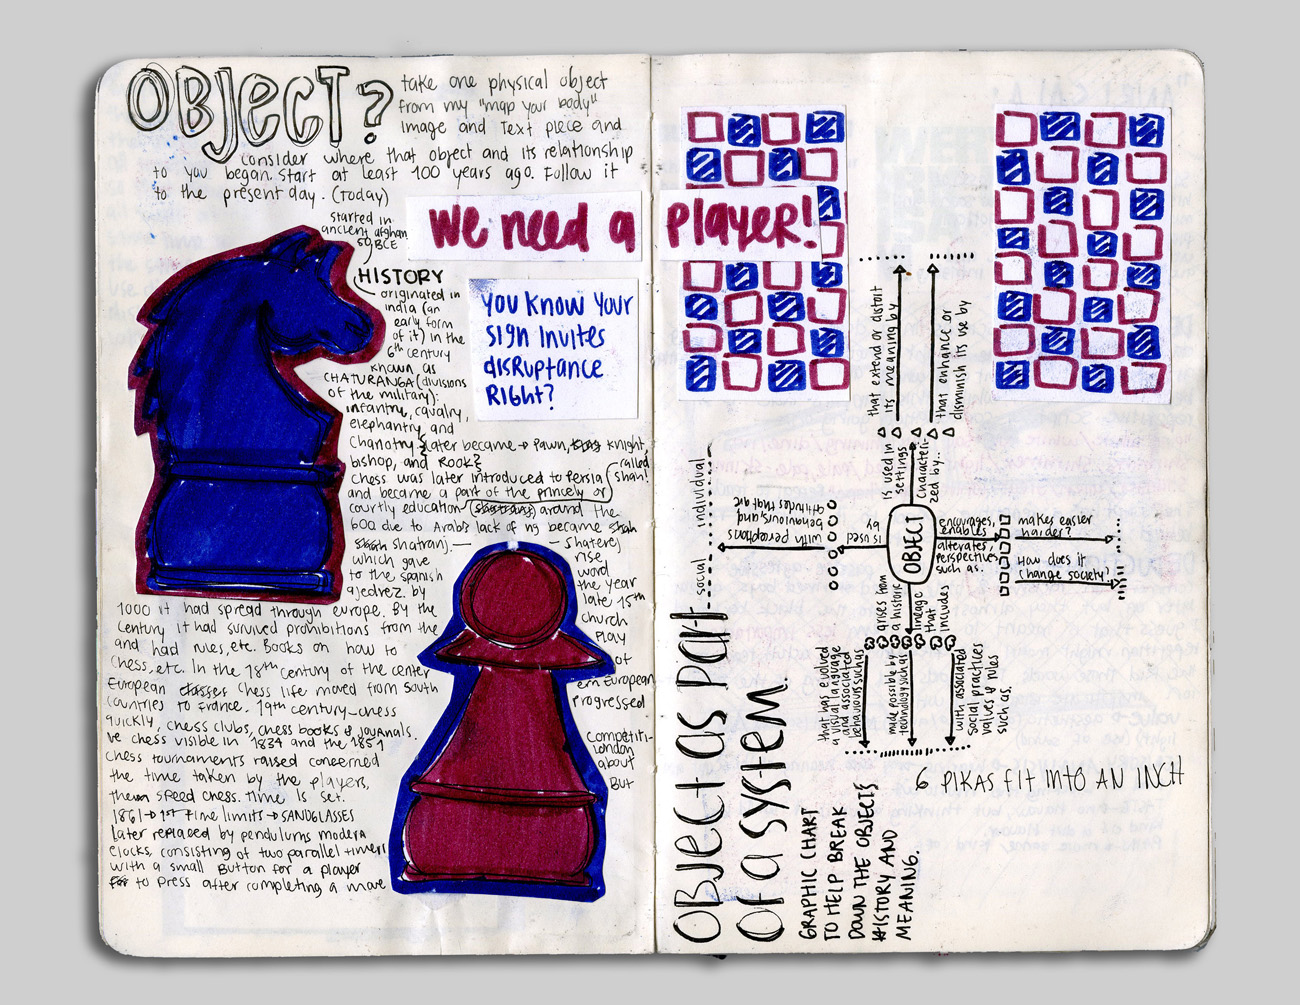 OBJECT?
take one physical object
from my "map your body"
Image and Text piece and
consider where that object and its relationship
to you began. Start at least 100 years ago. Follow it
to the present day. (Today)
We need a player!
started in
ancient afghan
HISTORY
originated in
india (an
early form
of it) in the
6th century
known as
CHATURANGA (divisions
of the military):
infantry, cavalry,
elephantry, and
chariotry {later became → pawn, knight,
bishop, and Rook}
Chess was later introduced to Persia
called
shah!
and became a part of the princely or
courtly education around the
600 due to Arab's lack of ng became shah
shatranj. —
— shaterej
which gave
rise
to the spanish
word
ajedrez. by
the year
1000 it had spread through europe. By the
late 15th
century it had survived prohibitions from the
church
and had rules, etc. Books on how to
play
chess, etc. In the 18th century of the center
of
European chess life moved from south
European
countries to France. 19th century — chess
progressed
quickly, chess clubs, chess books & journals.
competiti-
ve chess visible in 1834 and the 1851
london
Chess tournaments raised concerned
about
the time taken by the players,
But
them speed chess. Time is set.
1861 → 1st time limits → SANDGLASSES
Later replaced by pendulums modern
clocks, consisting of two parallel timers
with a small button for a player
to press after completing a move
you know your
sign invites
disruptance
Right?
Object as part
of a system
GRAPHIC CHART
TO HELP BREAK
DOWN THE OBJECTS
HISTORY AND
MEANING.
social
individual
OBJECT
is used in
settings
that extend or distort
its meaning by
characteri-
zed by..
that enhance or
disminish its use by
is used
by
with perceptions
behaviours, and
attitudes that are
encourages,
enables
alterates,
perspectives
such as.
makes easier
harder?
How does it
change society,
arises from
a historic
lineage
that
includes
that has evolved
a visual language
and associated
behaviours such as
made possible by
technology such as
with associated
social practices
values & rules
such as,
6 PIKAS FIT INTO AN INCH